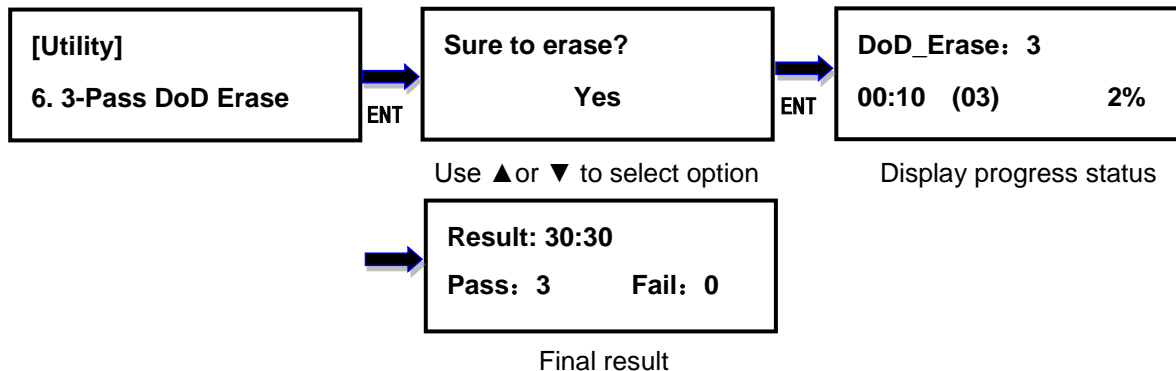 [Utility]
6. 3-Pass DoD Erase
ENT
Sure to erase?
Yes
Use ▲or ▼ to select option
ENT
DoD_Erase：3
00:10 (03) 2%
Display progress status
Result: 30:30
Pass：3 Fail：0
Final result